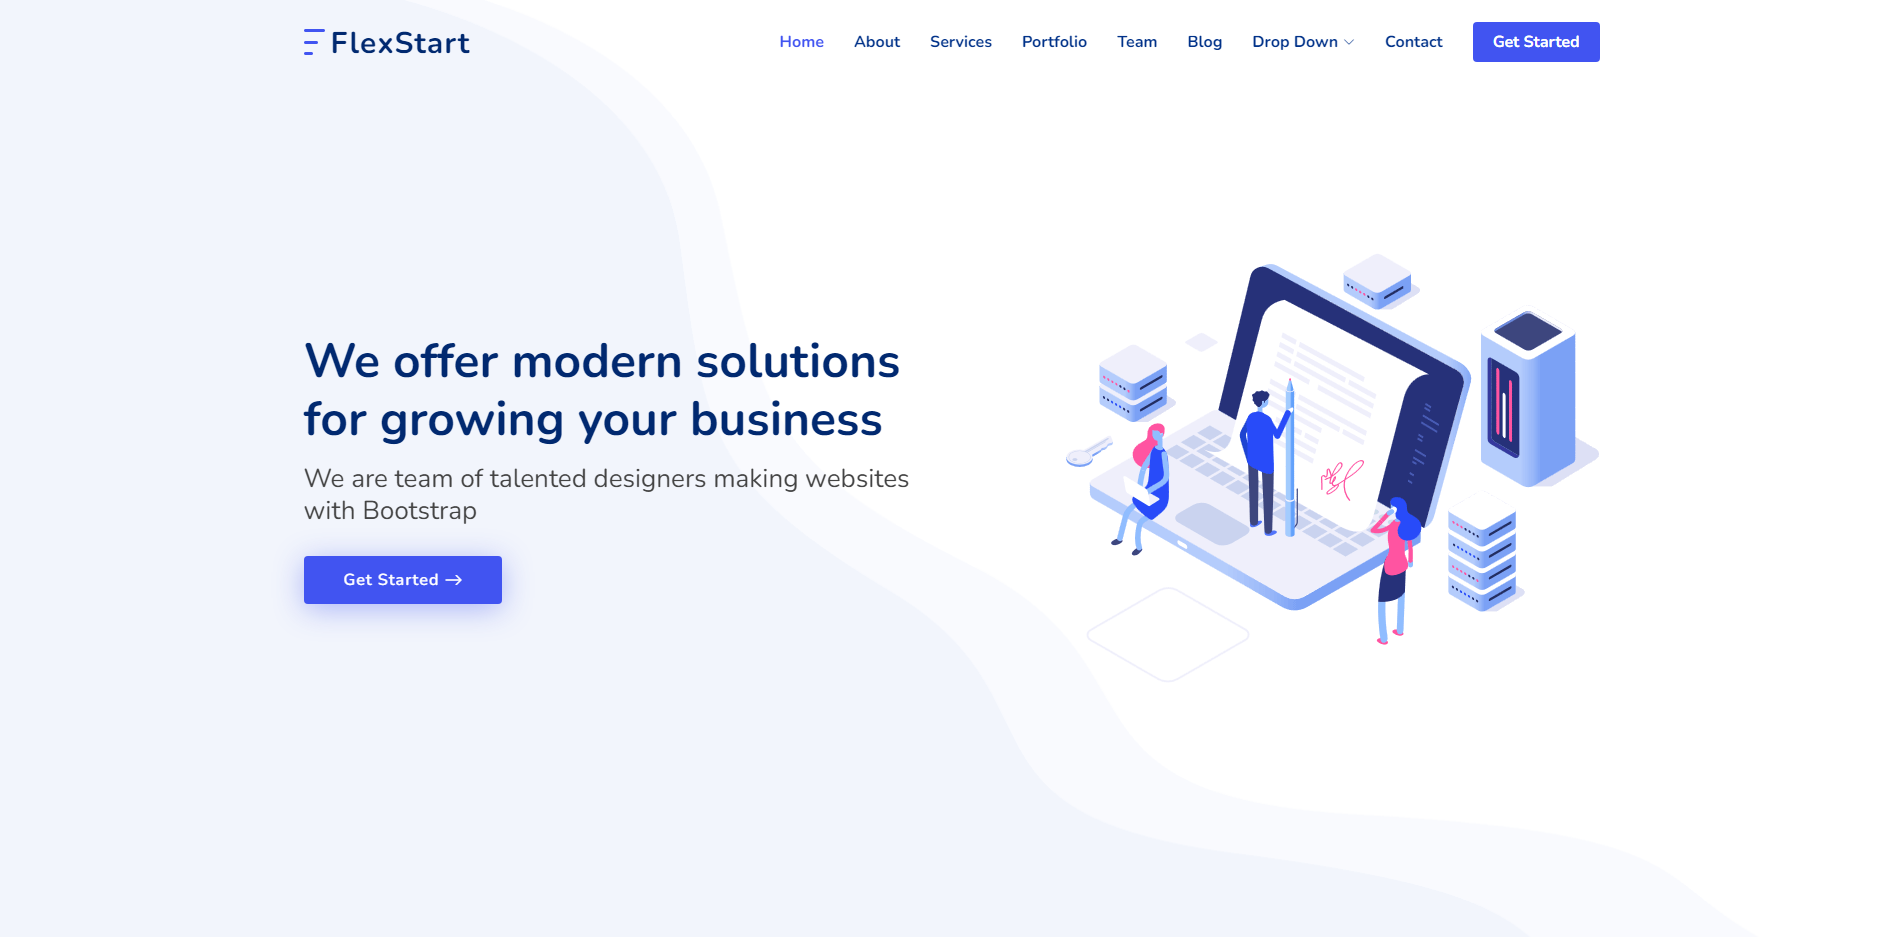 FlexStart
Home About Services Portfolio Team Blog Drop Down Contact Get Started
We offer modern solutions
for growing your business
We are team of talented designers making websites
with Bootstrap
Get Started →